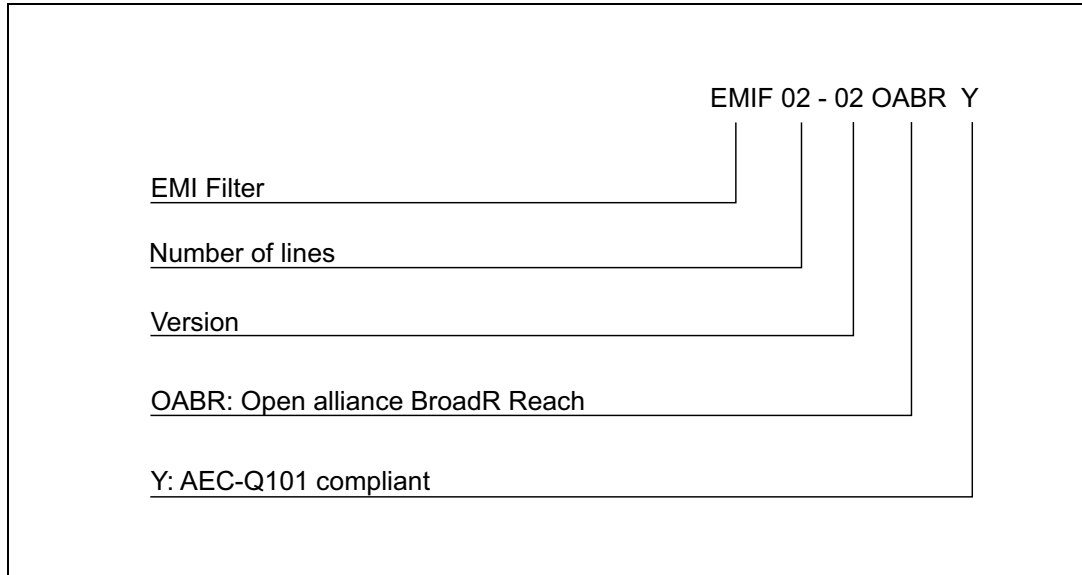 EMIF 02 - 02 OABR Y
EMI Filter
Number of lines
Version
OABR: Open alliance BroadR Reach
Y: AEC-Q101 compliant